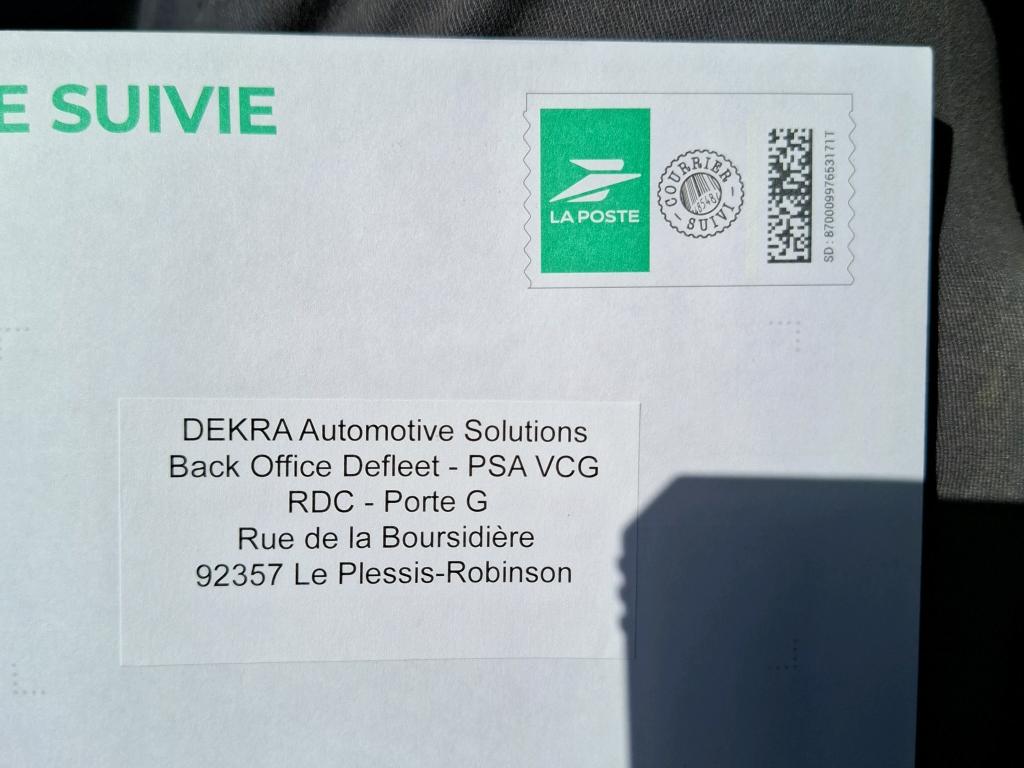 E SUIVIE
LA POSTE
COURRIER
SUIVI
SD : 87000997653171T
DEKRA Automotive Solutions
Back Office Defleet - PSA VCG
RDC - Porte G
Rue de la Boursidière
92357 Le Plessis-Robinson